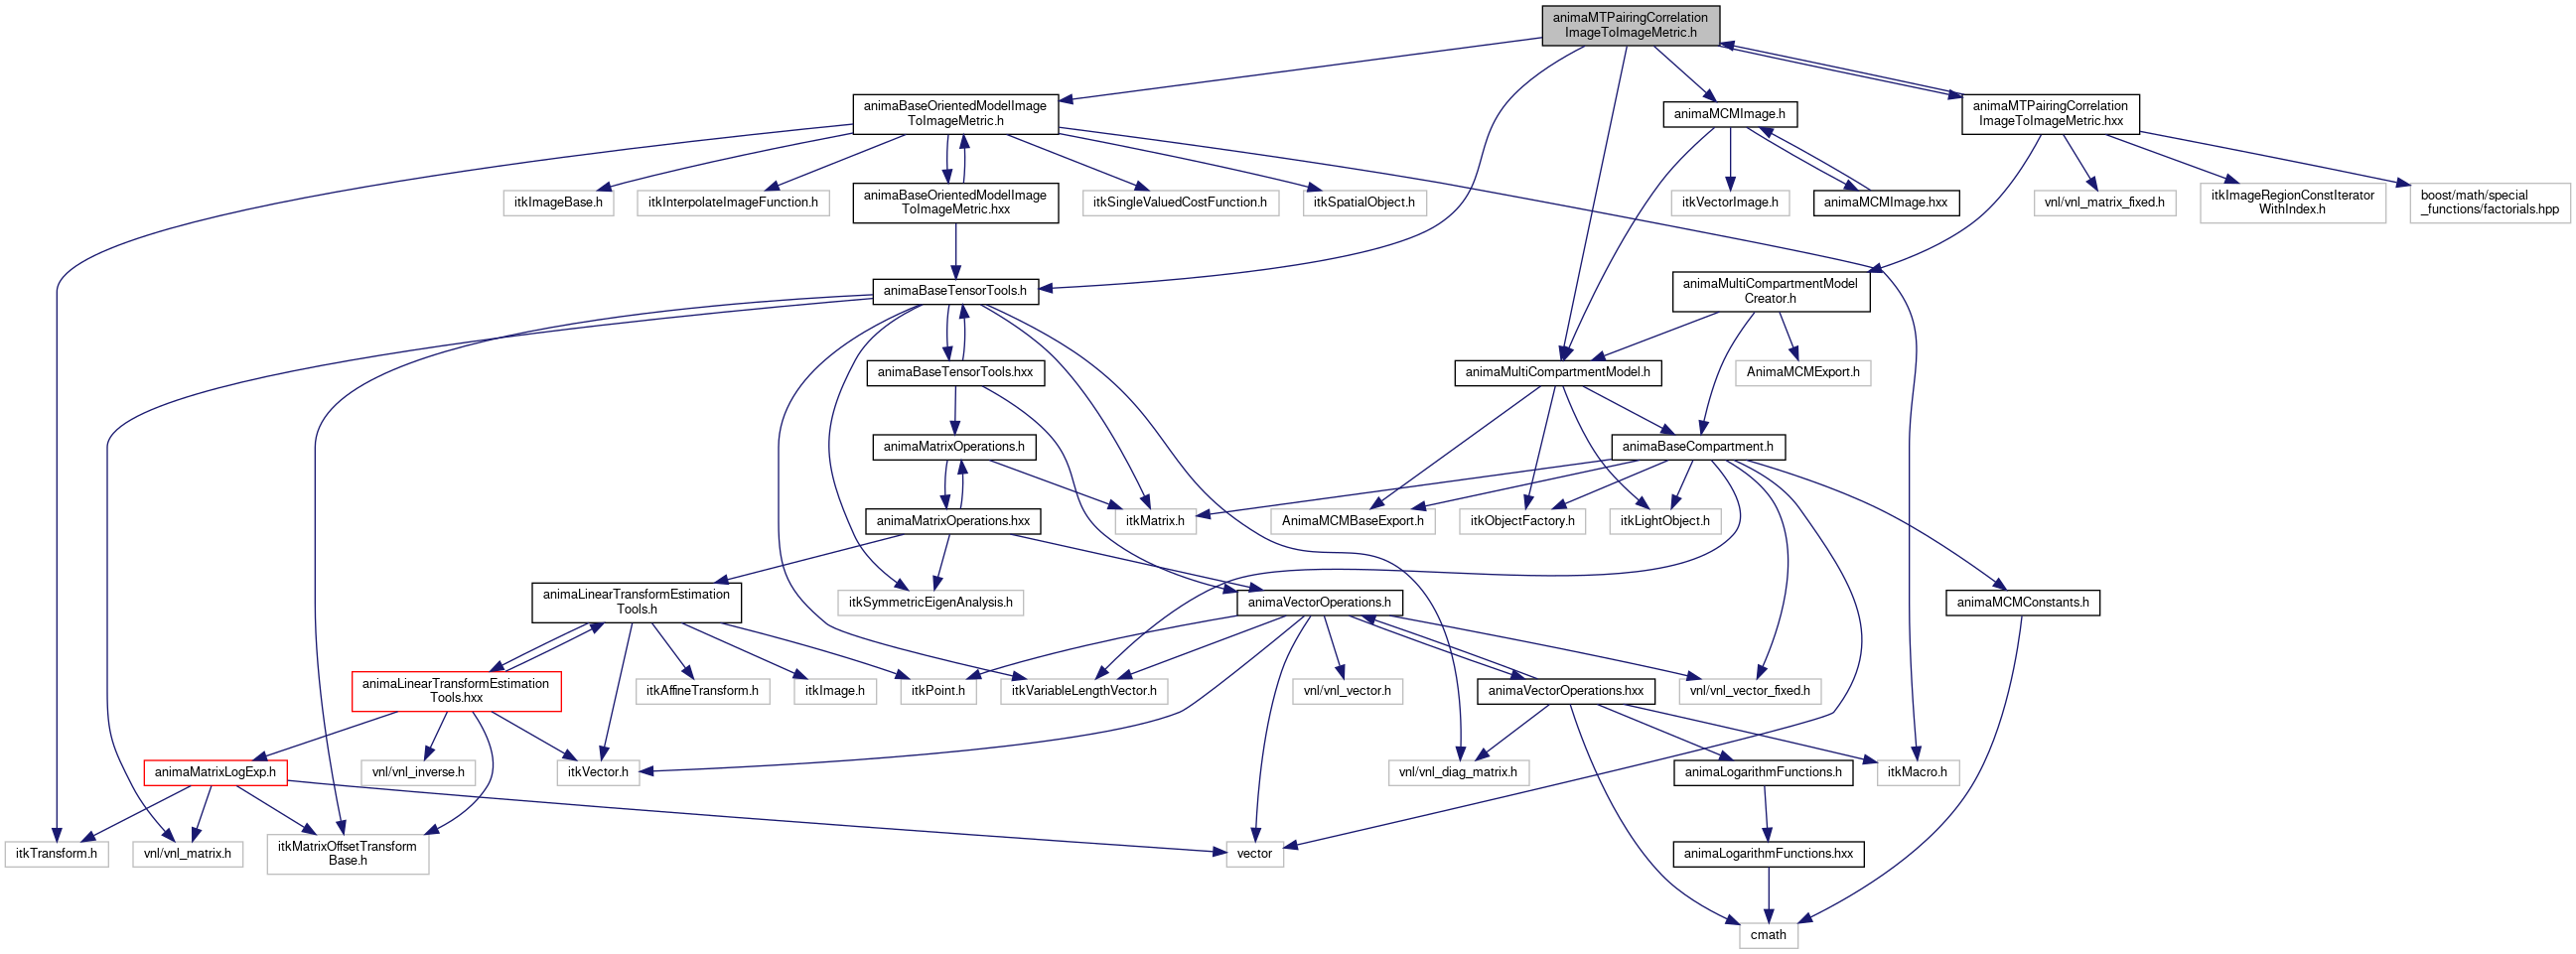 animaMTPairingCorrelation
ImageToImageMetric.h
animaBaseOrientedModelImage
ToImageMetric.h
animaMCMImage.h
animaMTPairingCorrelation
ImageToImageMetric.hxx
itkImageBase.h
itkInterpolateImageFunction.h
animaBaseOrientedModelImage
ToImageMetric.hxx
itkSingleValuedCostFunction.h
itkSpatialObject.h
itkVectorImage.h
animaMCMImage.hxx
vnl/vnl_matrix_fixed.h
itkImageRegionConstIterator
WithIndex.h
boost/math/special
_functions/factorials.hpp
animaBaseTensorTools.h
animaMultiCompartmentModel
Creator.h
animaBaseTensorTools.hxx
animaMultiCompartmentModel.h
AnimaMCMExport.h
animaMatrixOperations.h
animaBaseCompartment.h
animaMatrixOperations.hxx
itkMatrix.h
AnimaMCMBaseExport.h
itkObjectFactory.h
itkLightObject.h
animaLinearTransformEstimation
Tools.h
itkSymmetricEigenAnalysis.h
animaVectorOperations.h
animaMCMConstants.h
animaLinearTransformEstimation
Tools.hxx
itkAffineTransform.h
itkImage.h
itkPoint.h
itkVariableLengthVector.h
vnl/vnl_vector.h
animaVectorOperations.hxx
vnl/vnl_vector_fixed.h
animaMatrixLogExp.h
vnl/vnl_inverse.h
itkVector.h
vnl/vnl_diag_matrix.h
animaLogarithmFunctions.h
itkMacro.h
itkTransform.h
vnl/vnl_matrix.h
itkMatrixOffsetTransform
Base.h
vector
animaLogarithmFunctions.hxx
cmath